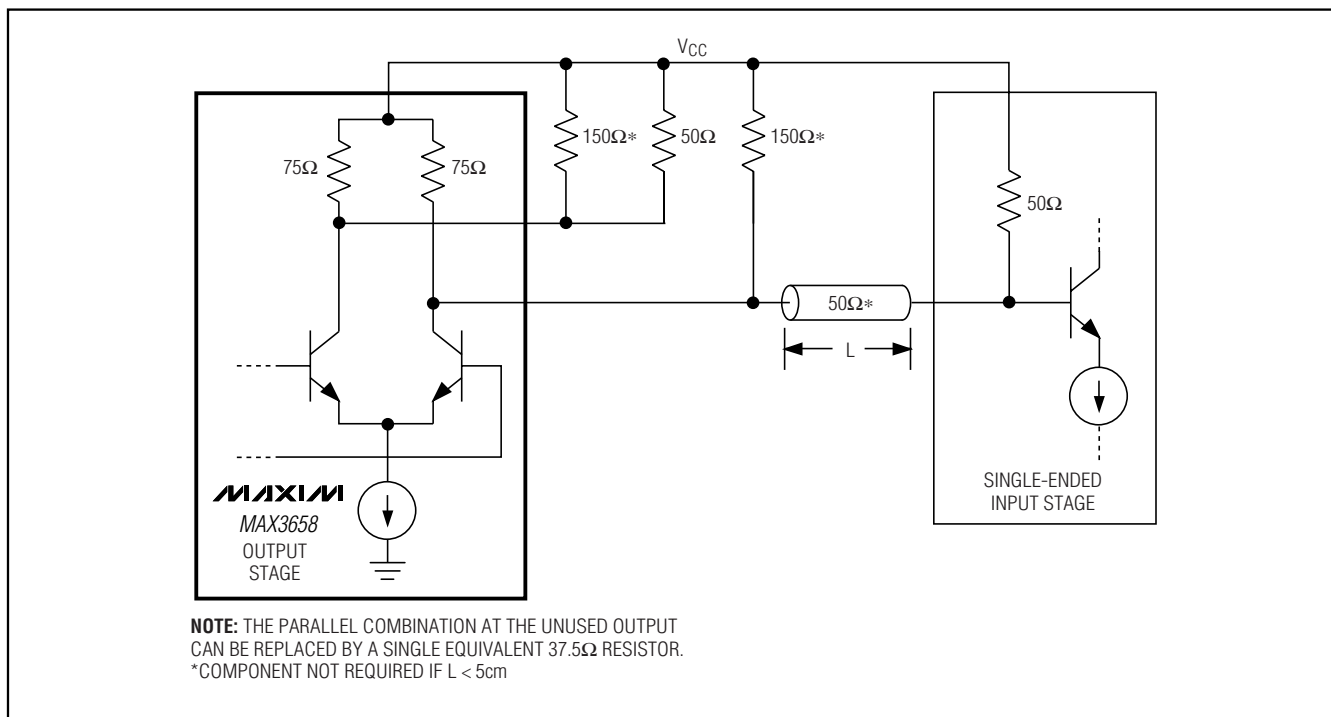 VCC
150Ω*
50Ω
150Ω*
75Ω
75Ω
50Ω
50Ω*
L
MAXIM
MAX3658
OUTPUT
STAGE
SINGLE-ENDED
INPUT STAGE
NOTE: THE PARALLEL COMBINATION AT THE UNUSED OUTPUT
CAN BE REPLACED BY A SINGLE EQUIVALENT 37.5Ω RESISTOR.
*COMPONENT NOT REQUIRED IF L < 5cm